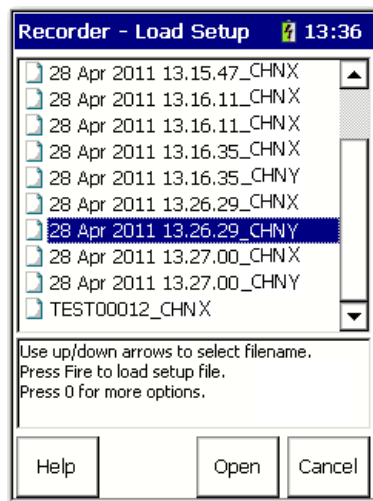 Recorder - Load Setup 13:36
28 Apr 2011 13.15.47_CHNX
28 Apr 2011 13.16.11_CHNX
28 Apr 2011 13.16.11_CHNX
28 Apr 2011 13.16.35_CHNX
28 Apr 2011 13.16.35_CHNY
28 Apr 2011 13.26.29_CHNX
28 Apr 2011 13.26.29_CHNY
28 Apr 2011 13.27.00_CHNX
28 Apr 2011 13.27.00_CHNY
TEST00012_CHNX
Use up/down arrows to select filename.
Press Fire to load setup file.
Press 0 for more options.
Help Open Cancel